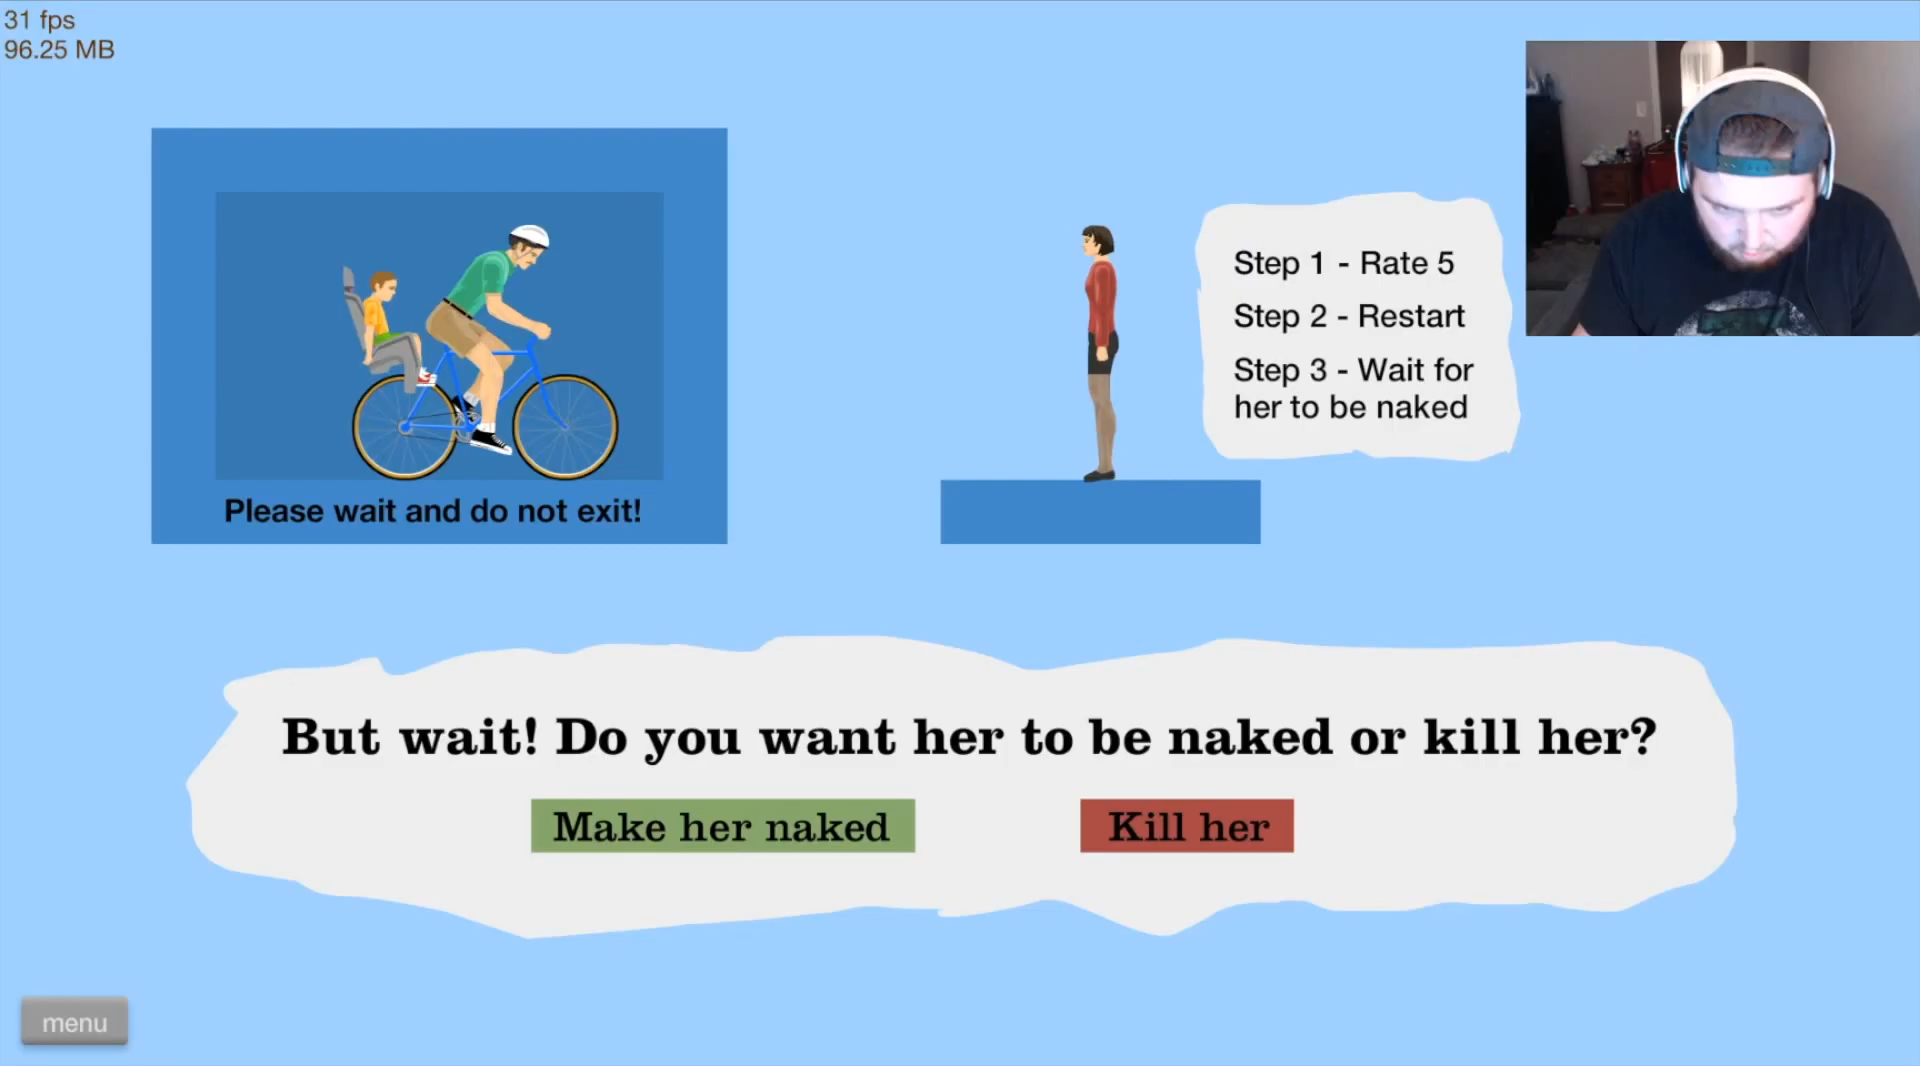 31 fps
96.25 MB
Step 1 - Rate 5
Step 2 - Restart
Step 3 - Wait for
her to be naked
Please wait and do not exit!
But wait! Do you want her to be naked or kill her?
Make her naked
Kill her
menu